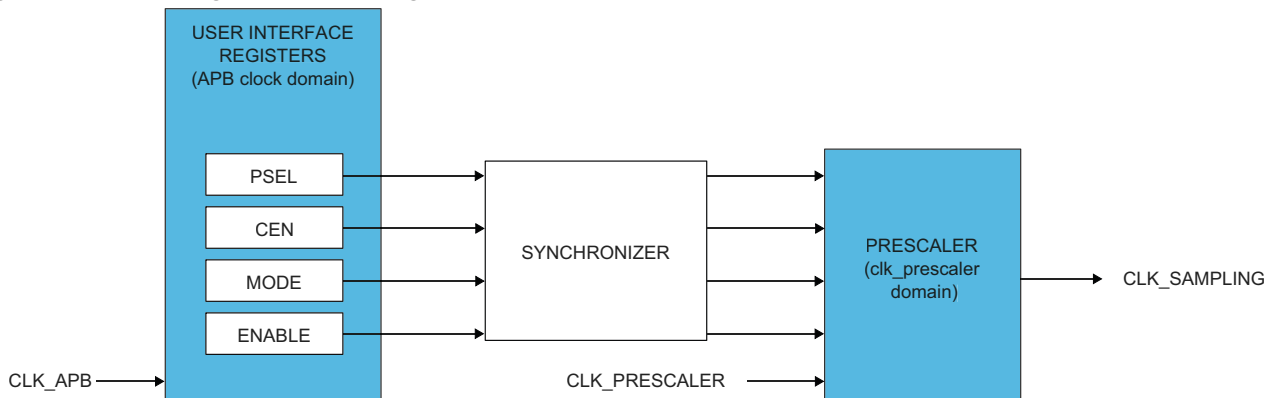 USER INTERFACE
REGISTERS
(APB clock domain)
PSEL
CEN
MODE
ENABLE
CLK_APB
SYNCHRONIZER
CLK_PRESCALER
PRESCALER
(clk_prescaler
domain)
CLK_SAMPLING